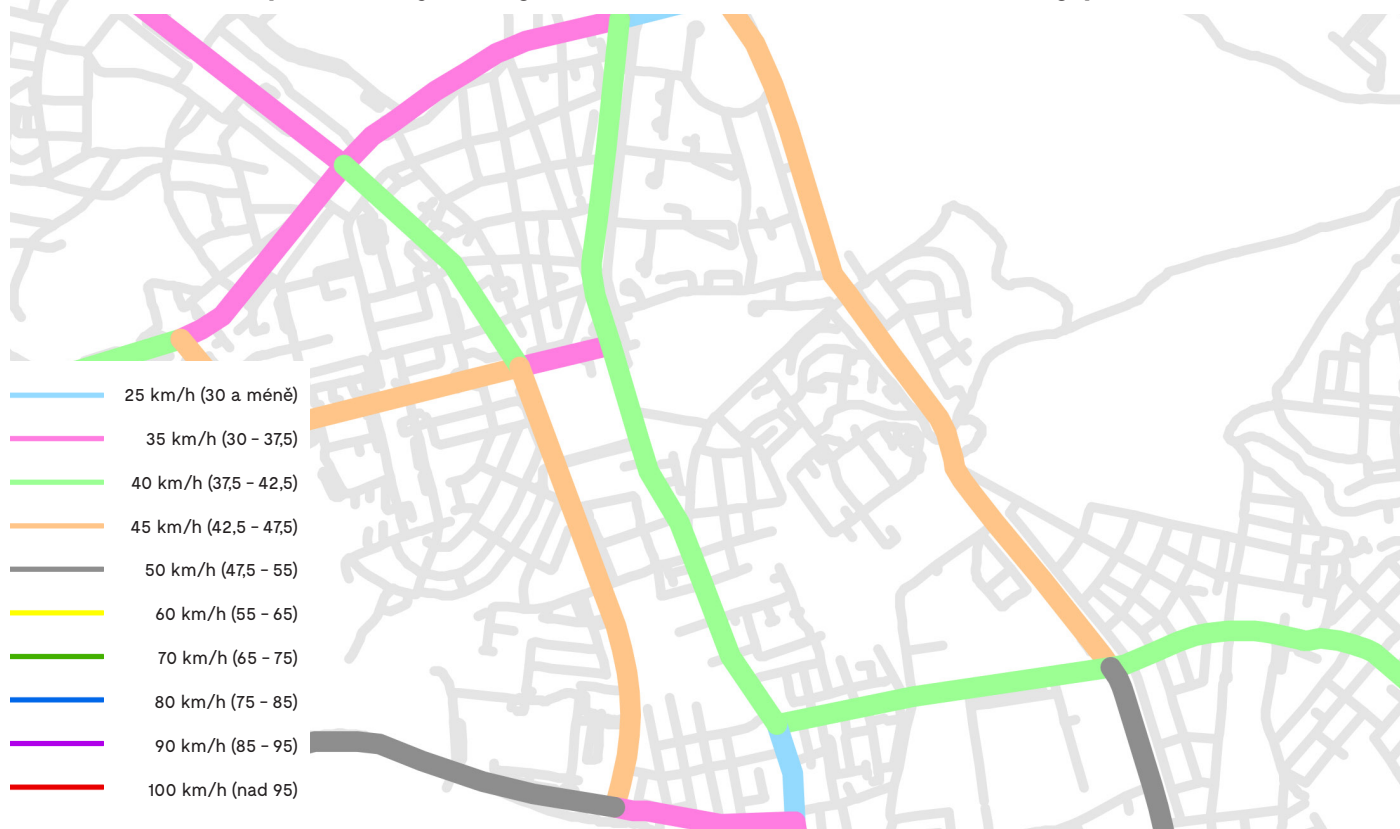 25 km/h (30 a méně)
35 km/h (30 – 37,5)
40 km/h (37,5 – 42,5)
45 km/h (42,5 – 47,5)
50 km/h (47,5 – 55)
60 km/h (55 – 65)
70 km/h (65 – 75)
80 km/h (75 – 85)
90 km/h (85 – 95)
100 km/h (nad 95)